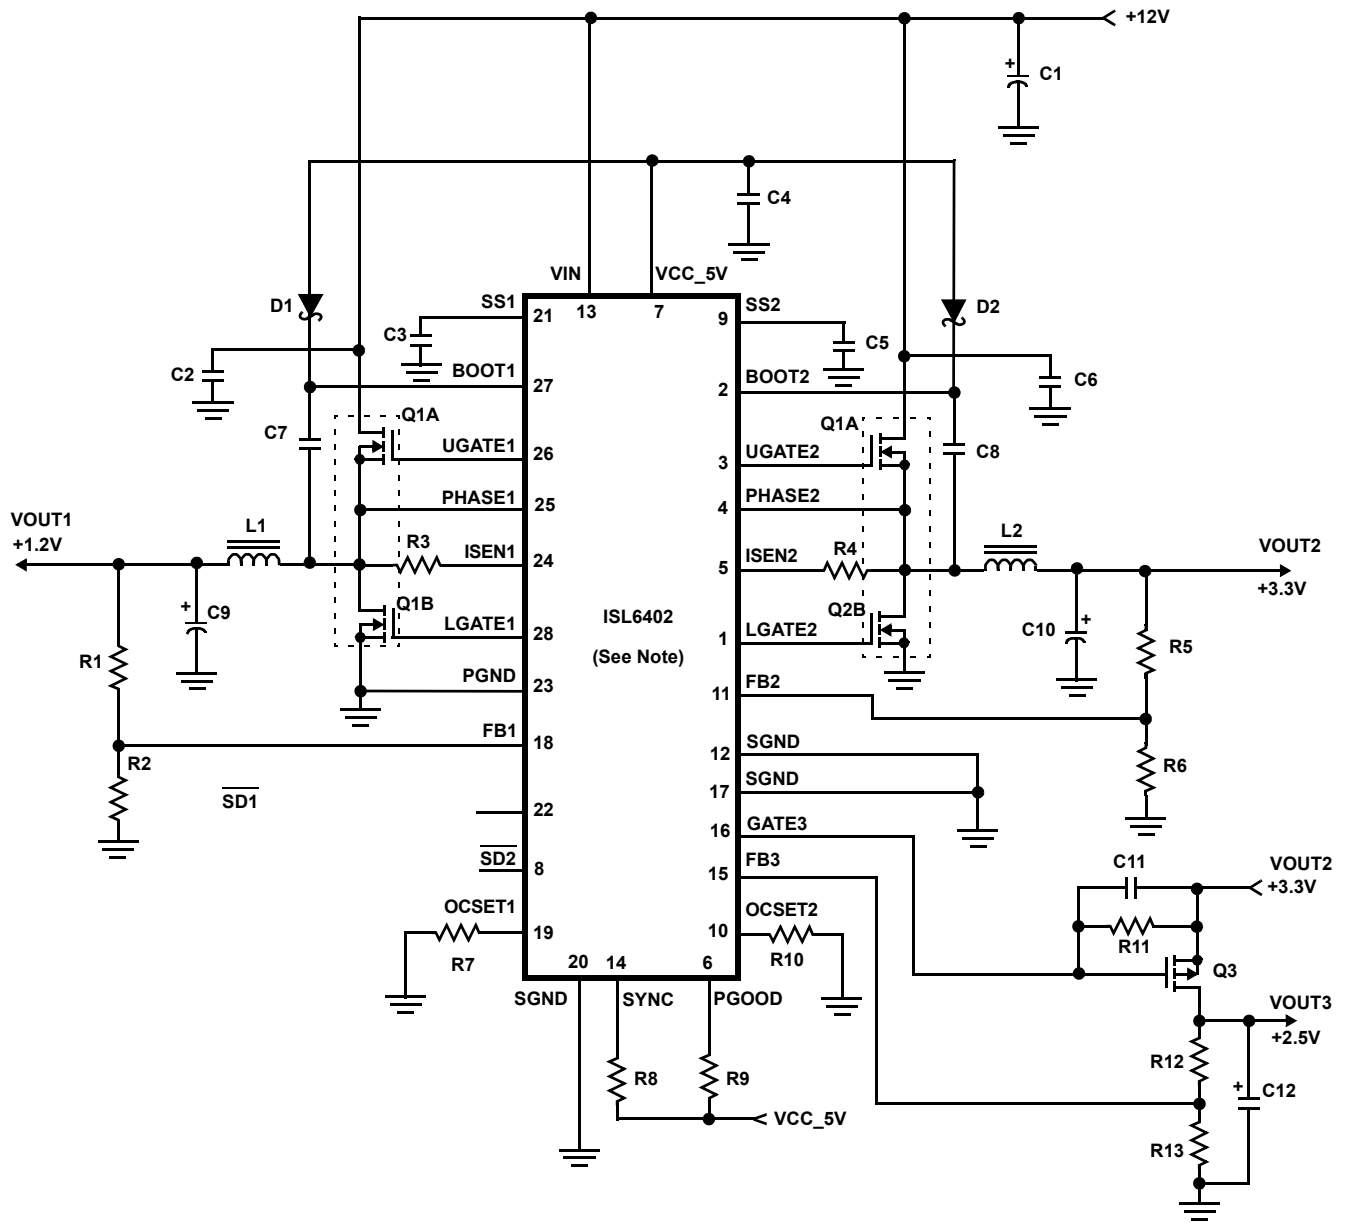 +12V
+
C1
C4
VIN
VCC_5V
D1
SS1
21
13
7
9
SS2
D2
C3
C5
C2
BOOT1
27
2
BOOT2
C6
C7
Q1A
UGATE1
26
3
UGATE2
Q1A
C8
PHASE1
25
4
PHASE2
VOUT1
+1.2V
L1
R3
ISEN1
24
5
ISEN2
R4
L2
VOUT2
+3.3V
+
C9
Q1B
LGATE1
28
ISL6402
(See Note)
1
LGATE2
Q2B
C10
+
R5
R1
PGND
23
11
FB2
FB1
18
12
SGND
R2
SD1
17
SGND
R6
22
16
GATE3
SD2
8
15
FB3
C11
VOUT2
+3.3V
OCSET1
19
10
OCSET2
R7
R10
R11
Q3
20
14
6
SGND
SYNC
PGOOD
VOUT3
+2.5V
R8
R9
VCC_5V
R12
+
C12
R13